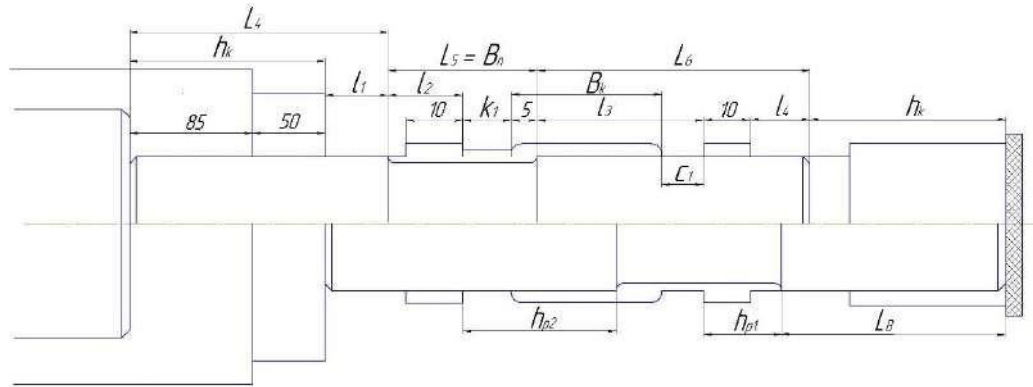 L₄
hₖ
L₅ = Bₙ
L₆
l₁
l₂
Bₖ
10
k₁
5
l₃
10
l₄
hₖ
85
50
C₁
hₚ₂
hₚ₁
L₈